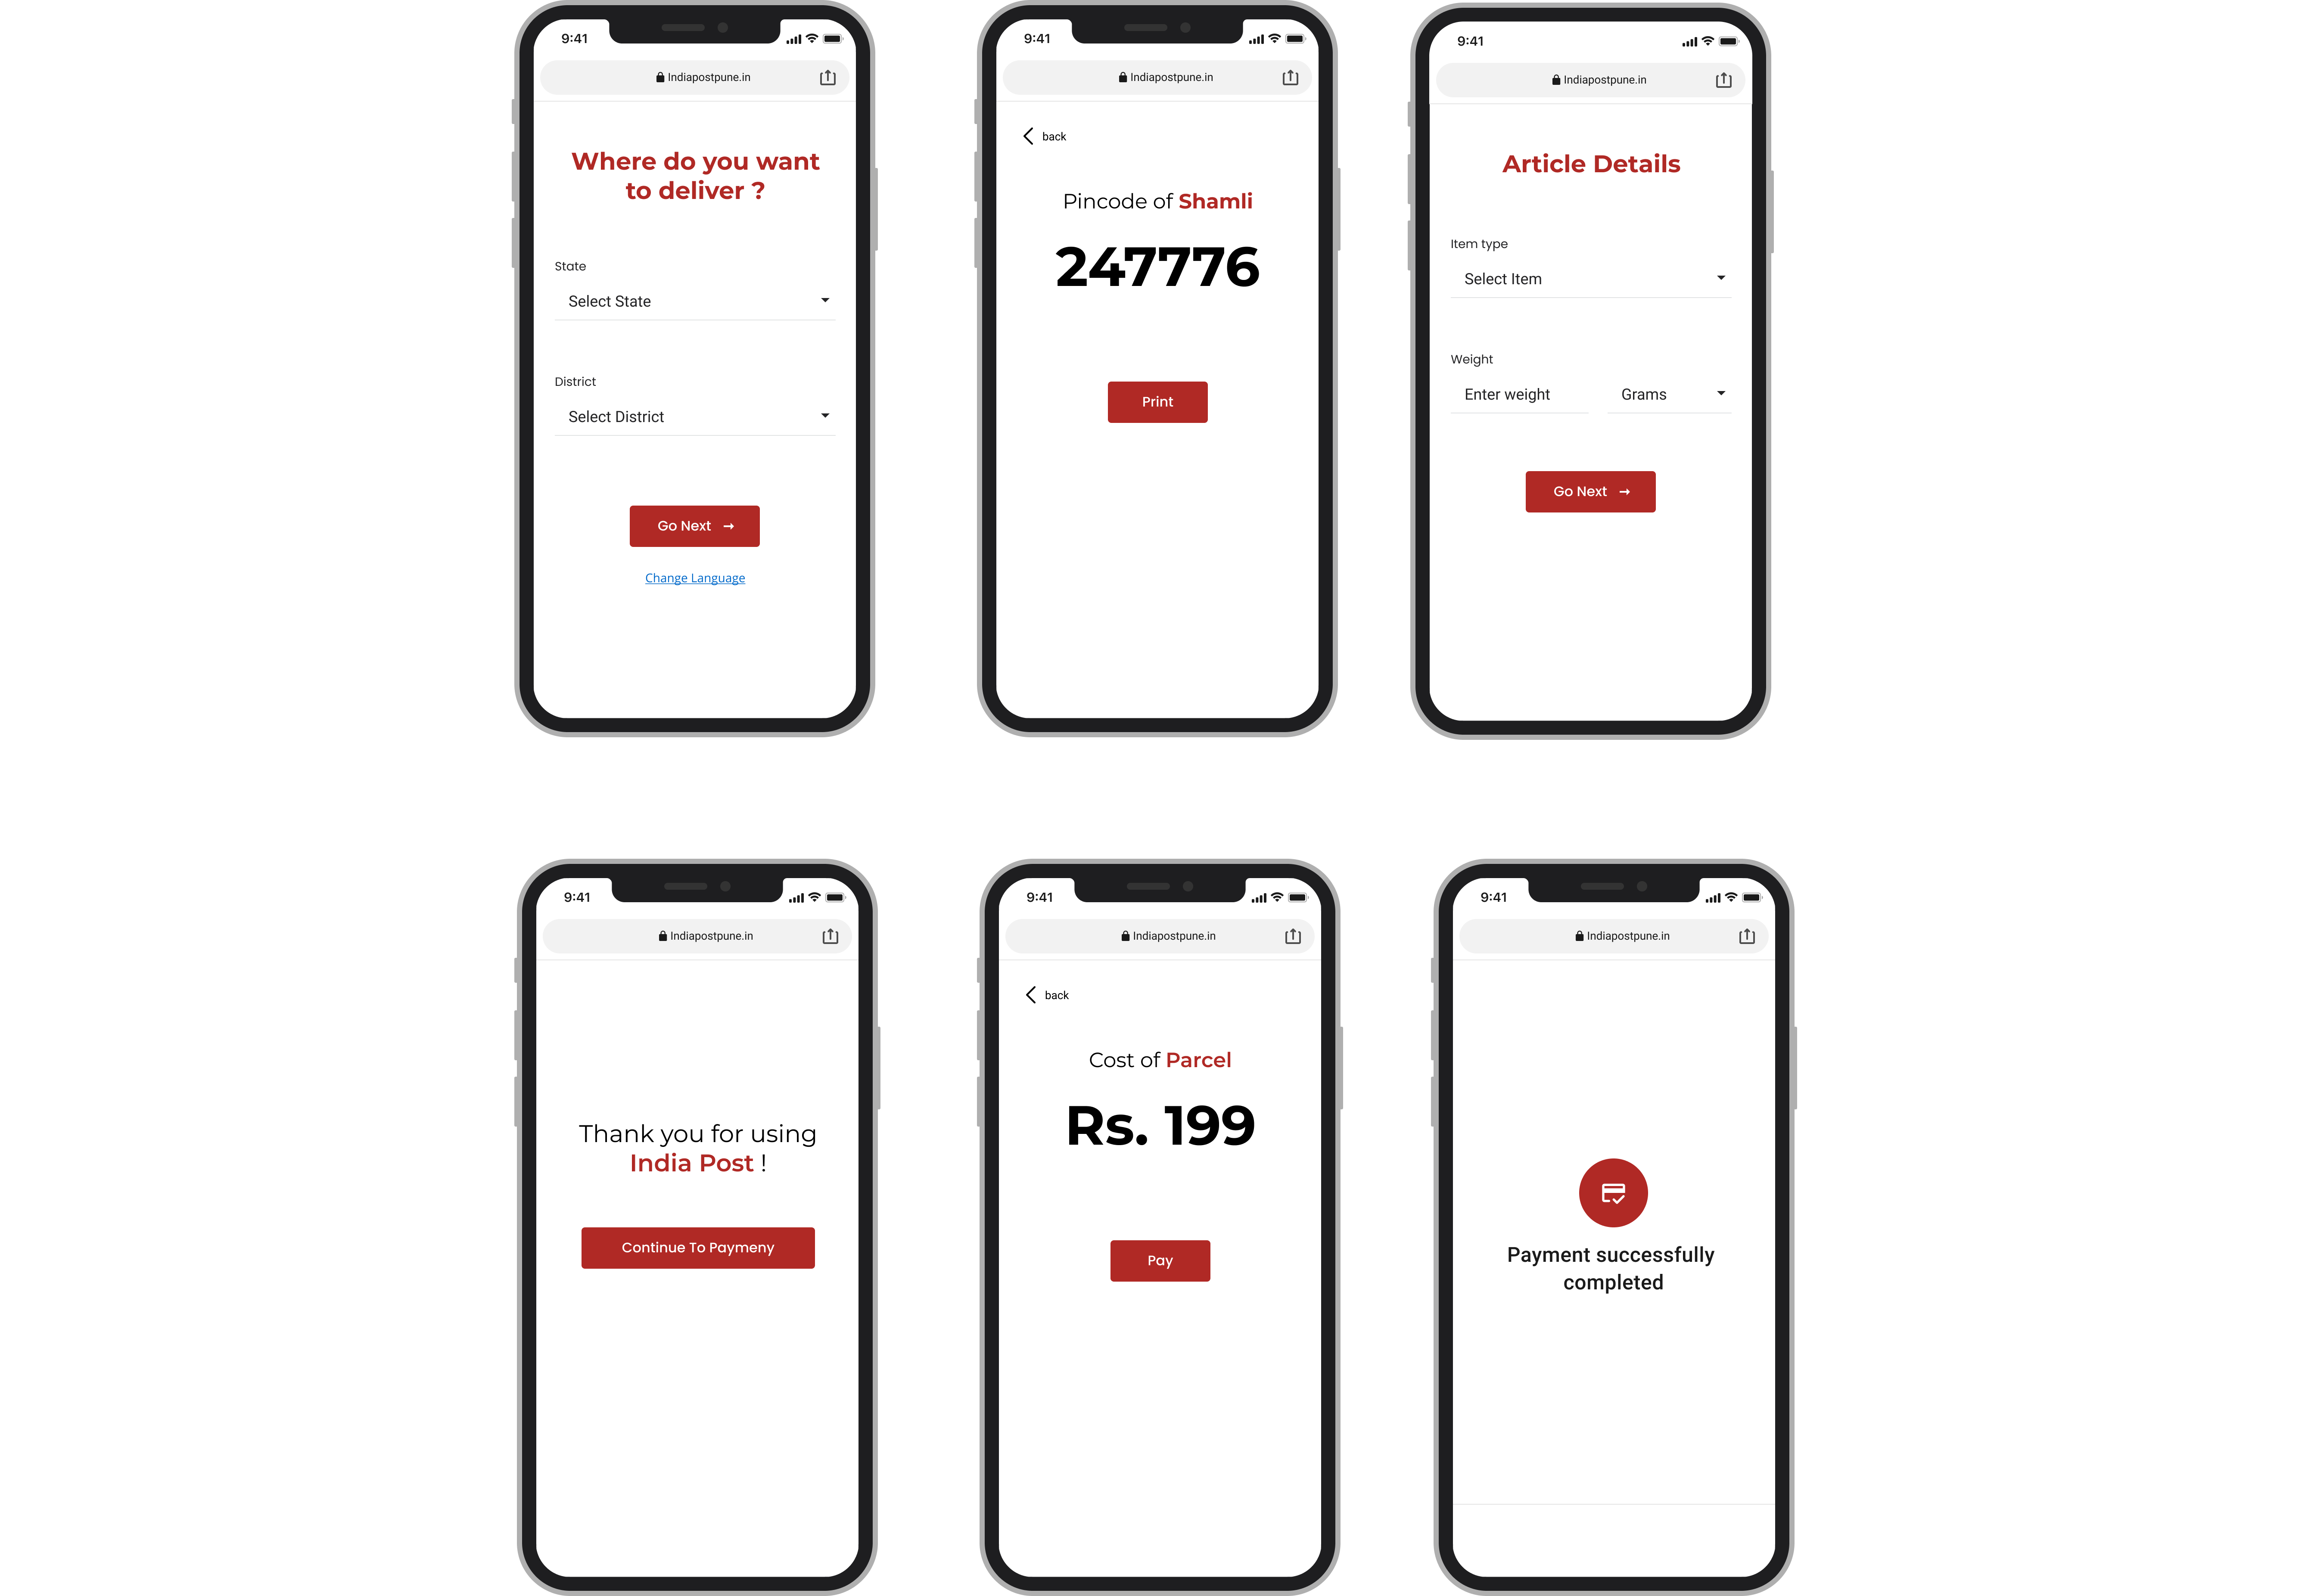 9:41
Indiapostpune.in
Where do you want
to deliver ?
State
Select State
District
Select District
Go Next →
Change Language
9:41
Indiapostpune.in
back
Pincode of Shamli
247776
Print
9:41
Indiapostpune.in
Article Details
Item type
Select Item
Weight
Enter weight Grams
Go Next →
9:41
Indiapostpune.in
Thank you for using
India Post !
Continue To Paymeny
9:41
Indiapostpune.in
back
Cost of Parcel
Rs. 199
Pay
9:41
Indiapostpune.in
Payment successfully
completed